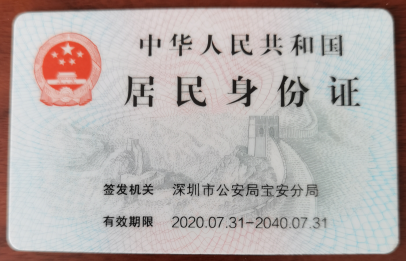 中华人民共和国
居民身份证
签发机关 深圳市公安局宝安分局
有效期限 2020.07.31-2040.07.31